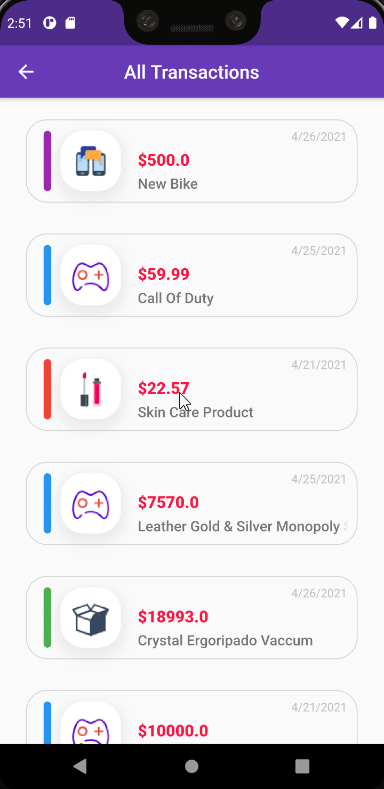 2:51
All Transactions
4/26/2021
$500.0
New Bike
4/25/2021
$59.99
Call Of Duty
4/21/2021
$22.57
Skin Care Product
4/25/2021
$7570.0
Leather Gold & Silver Monopoly
4/26/2021
$18993.0
Crystal Ergoripado Vaccum
4/21/2021
$10000.0